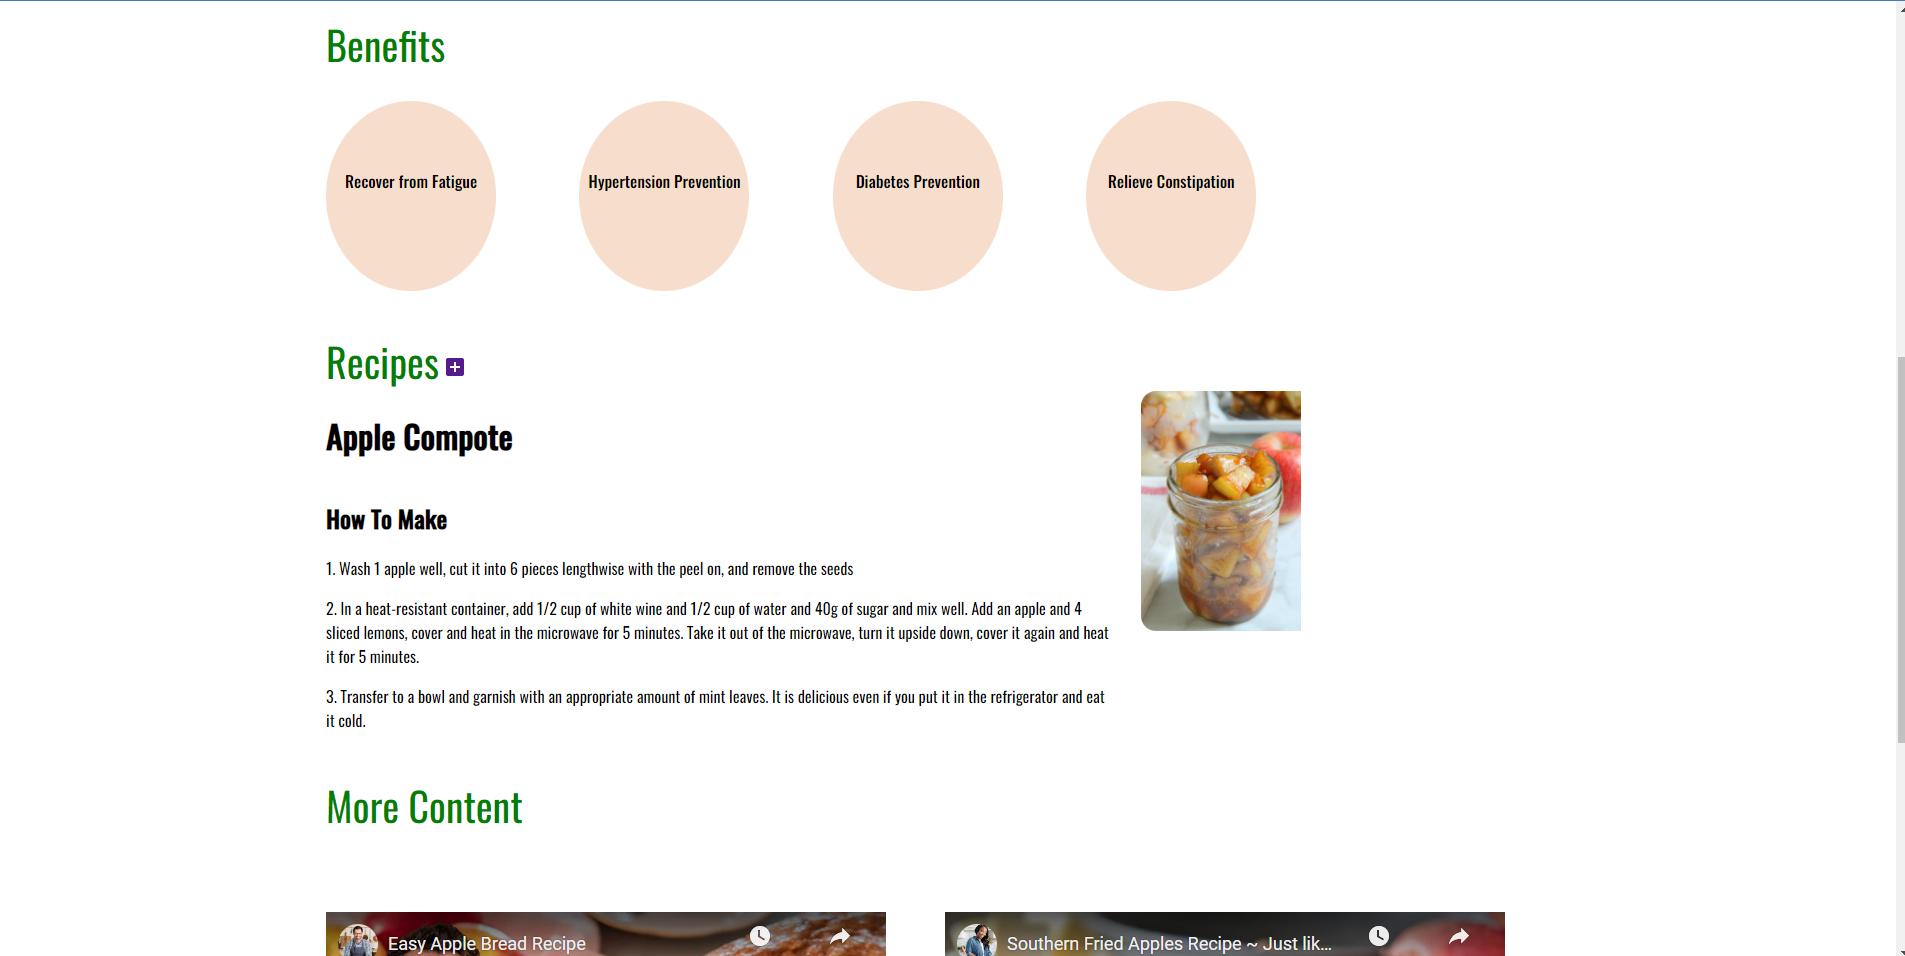 Benefits
Recover from Fatigue
Hypertension Prevention
Diabetes Prevention
Relieve Constipation
Recipes
Apple Compote
How To Make
1. Wash 1 apple well, cut it into 6 pieces lengthwise with the peel on, and remove the seeds
2. In a heat-resistant container, add 1/2 cup of white wine and 1/2 cup of water and 40g of sugar and mix well. Add an apple and 4
sliced lemons, cover and heat in the microwave for 5 minutes. Take it out of the microwave, turn it upside down, cover it again and heat
it for 5 minutes.
3. Transfer to a bowl and garnish with an appropriate amount of mint leaves. It is delicious even if you put it in the refrigerator and eat
it cold.
More Content
Easy Apple Bread Recipe
Southern Fried Apples Recipe ~ Just lik...